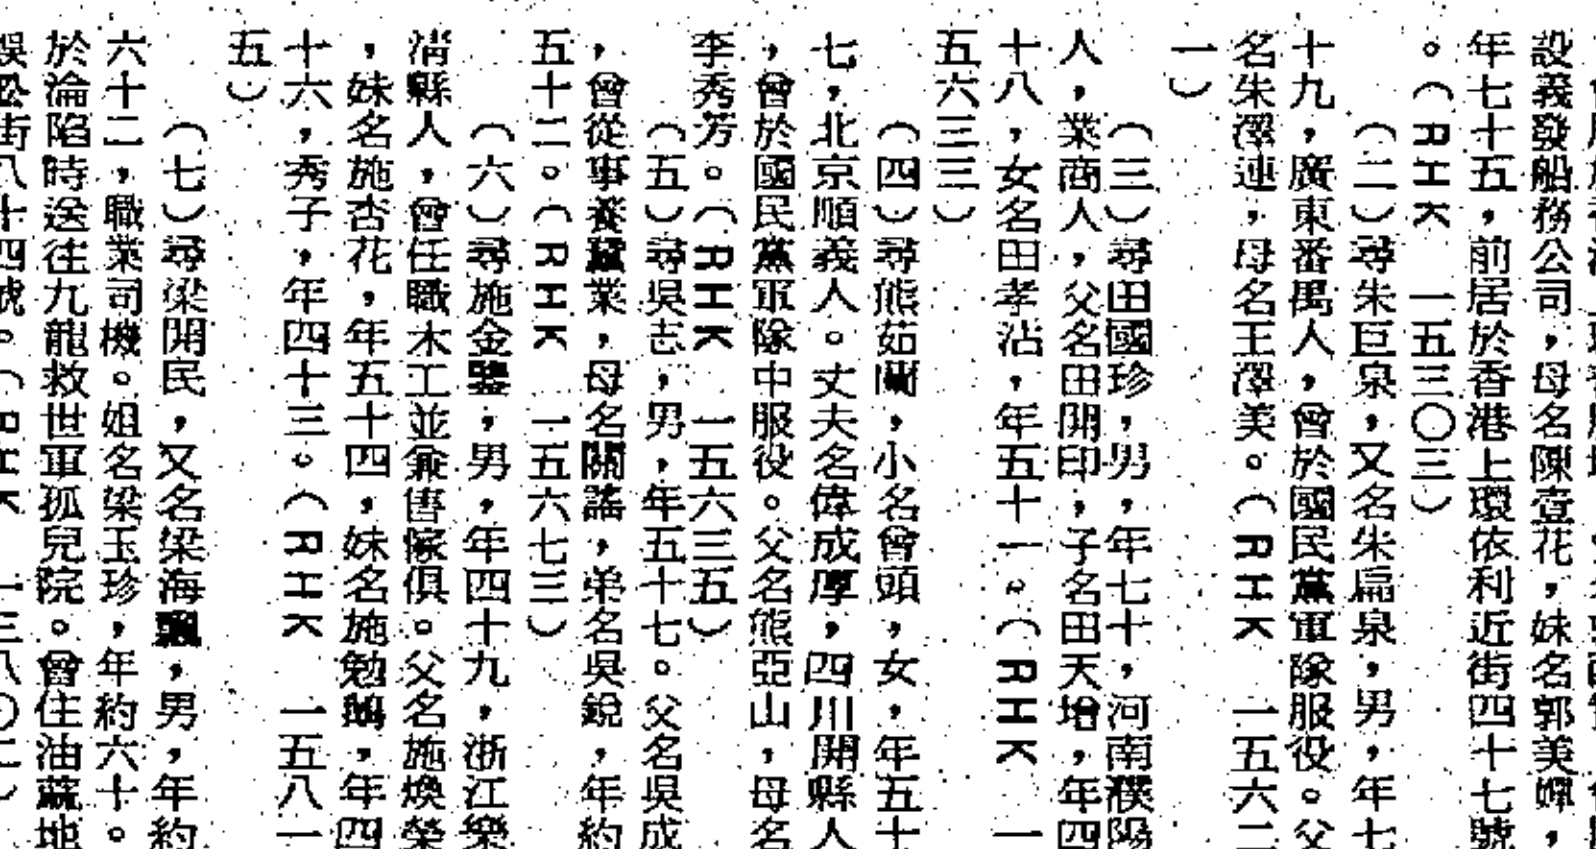 設義發船務公司，母名陳壹花，妹名郭美嬋，
年七十五，前居於香港上環依利近街四十七號
。（RHK 一五三〇三）
（二）尋朱巨泉，又名朱扁泉，男，年七
十九，廣東番禺人，曾於國民黨軍隊服役。父
名朱澤連，母名王澤美。（RHK 一五六二
一）
（三）尋田國珍，男，年七十，河南濮陽
人，業商人，父名田開印，子名田天增，年四
十八，女名田孝沾，年五十一。（RHK 一
五六三三）
（四）尋熊茹蘭，小名曾頭，女，年五十
七，北京順義人。丈夫名偉成厚，四川開縣人
，曾於國民黨軍隊中服役。父名熊亞山，母名
李秀芳。（RHK 一五六三五）
（五）尋吳志，男，年五十七。父名吳成
，曾從事養蠶業，母名關謠，弟名吳銳，年約
五十二。（RHK 一五六七三）
（六）尋施金鑒，男，年四十九，浙江樂
清縣人，曾任職木工並兼售傢俱。父名施煥榮
，妹名施杏花，年五十四，妹名施勉鵝，年四
十六，秀子，年四十三。（RHK 一五八一
五）
（七）尋梁開民，又名梁海飄，男，年約
六十二，職業司機。姐名梁玉珍，年約六十。
於淪陷時送往九龍救世軍孤兒院。曾住油蔴地
街八十四號。（RHK 一三八〇二）